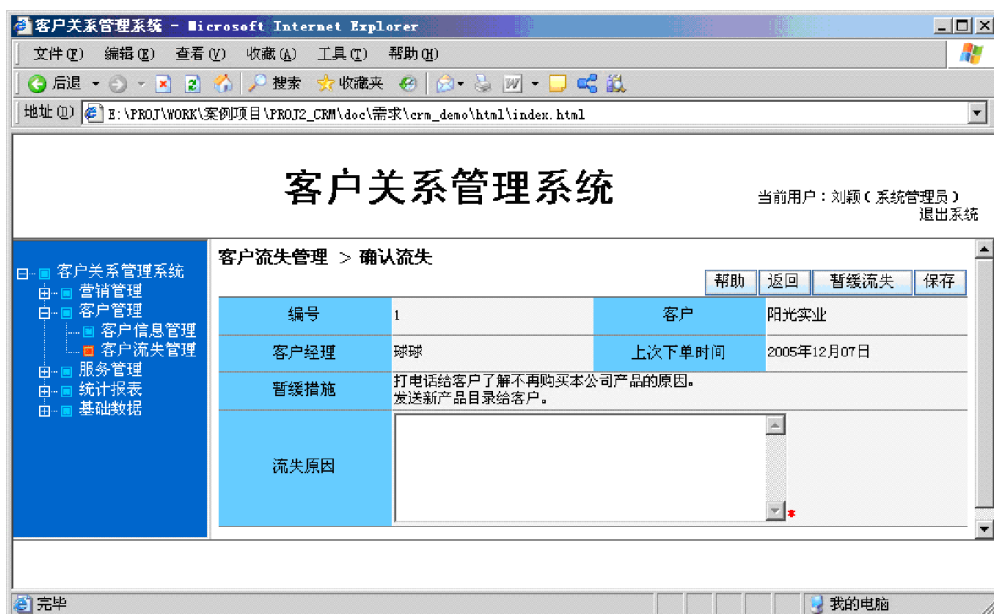 客户关系管理系统 - Microsoft Internet Explorer
文件(F) 编辑(E) 查看(V) 收藏(A) 工具(T) 帮助(H)
后退 搜索 收藏夹
地址(D) E:\PROJ\WORK\案例项目\PROJ2_CRM\doc\需求\crm_demo\html\index.html
客户关系管理系统
当前用户：刘颖(系统管理员)
退出系统
客户关系管理系统
营销管理
客户管理
客户信息管理
客户流失管理
服务管理
统计报表
基础数据
客户流失管理 > 确认流失
帮助 返回 暂缓流失 保存
编号 1 客户 阳光实业
客户经理 球球 上次下单时间 2005年12月07日
暂缓措施 打电话给客户了解不再购买本公司产品的原因。
发送新产品目录给客户。
流失原因 *
完毕 我的电脑